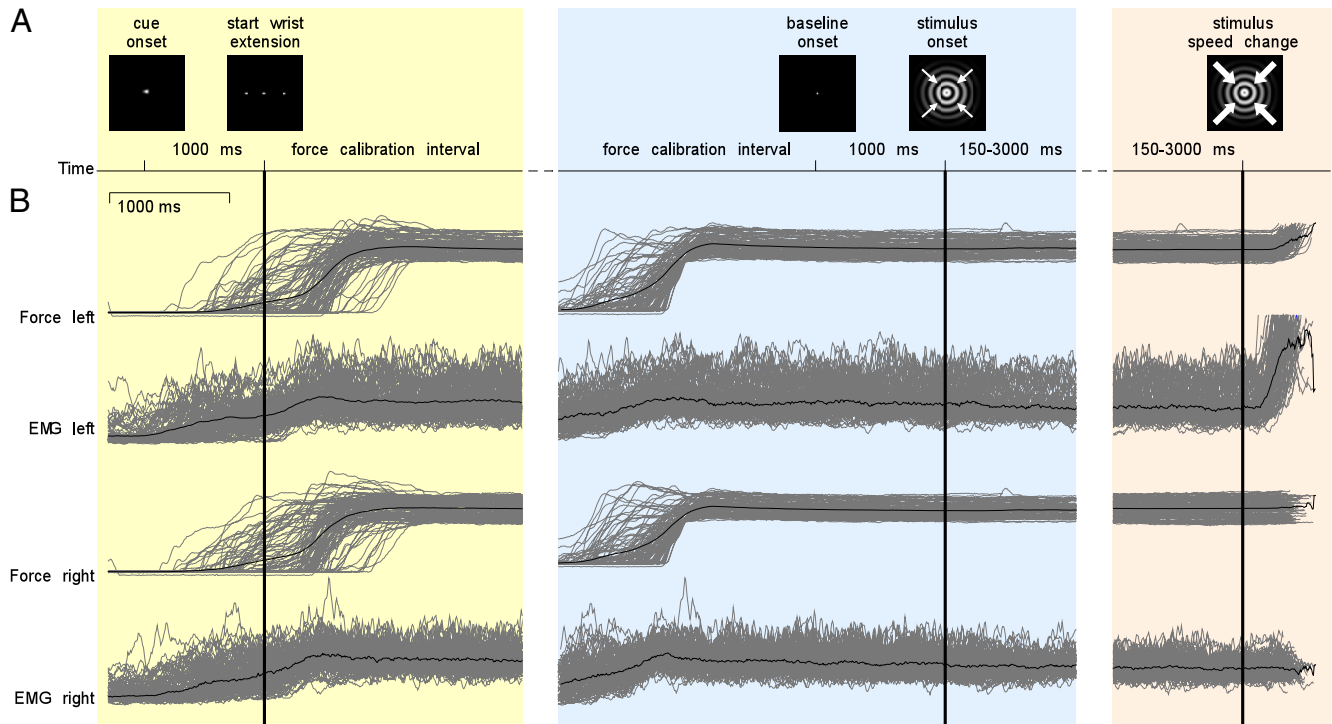 A
cue onset
start wrist extension
baseline onset
stimulus onset
stimulus speed change
1000 ms
force calibration interval
force calibration interval
1000 ms
150-3000 ms
150-3000 ms
Time
B
1000 ms
Force left
EMG left
Force right
EMG right